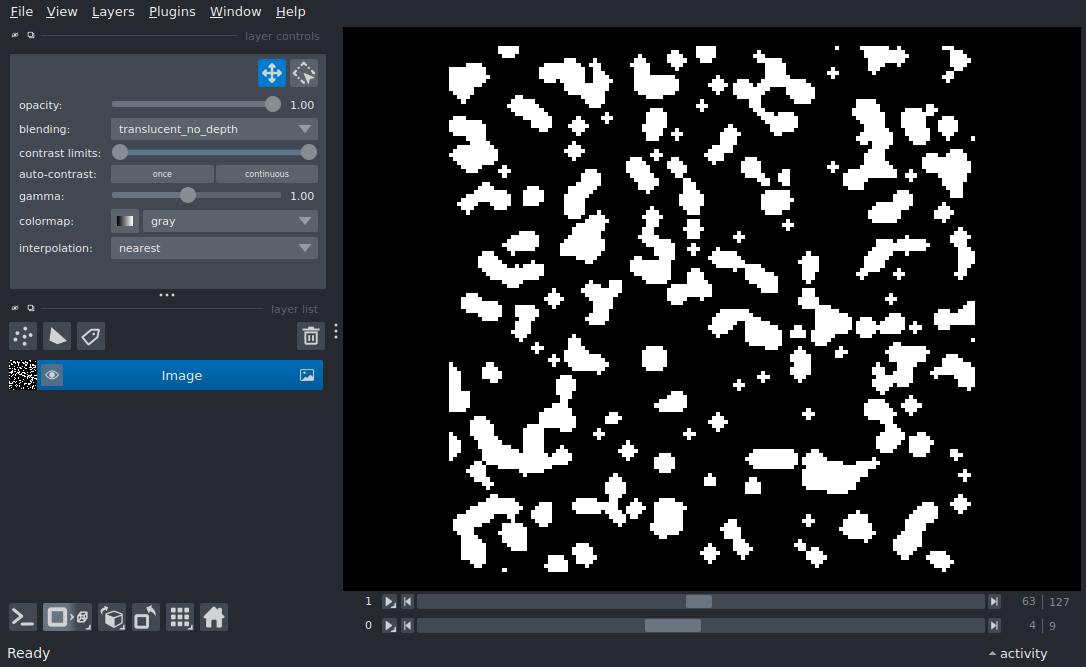 File View Layers Plugins Window Help
layer controls
opacity: 1.00
blending: translucent_no_depth
contrast limits:
auto-contrast: once continuous
gamma: 1.00
colormap: gray
interpolation: nearest
layer list
Image
1 63 | 127
0 4 | 9
Ready activity